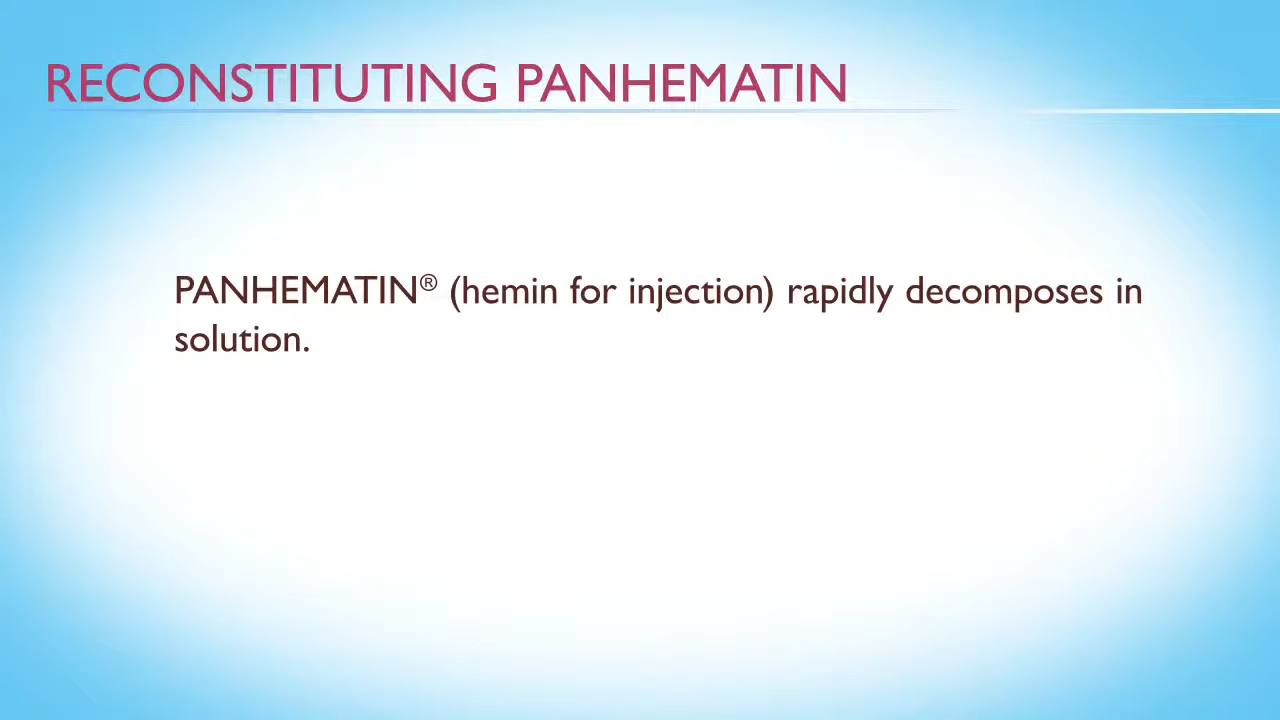 RECONSTITUTING PANHEMATIN
PANHEMATIN® (hemin for injection) rapidly decomposes in
solution.